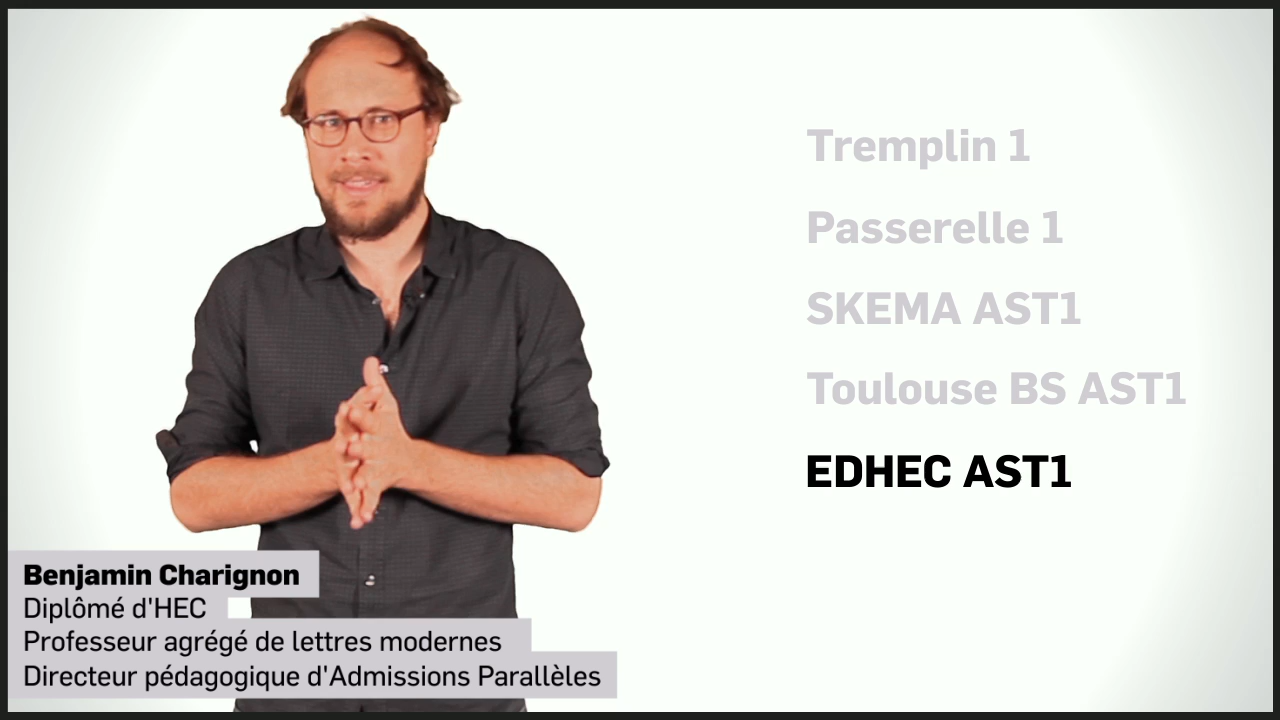 Tremplin 1
Passerelle 1
SKEMA AST1
Toulouse BS AST1
EDHEC AST1
Benjamin Charignon
Diplômé d'HEC
Professeur agrégé de lettres modernes
Directeur pédagogique d'Admissions Parallèles